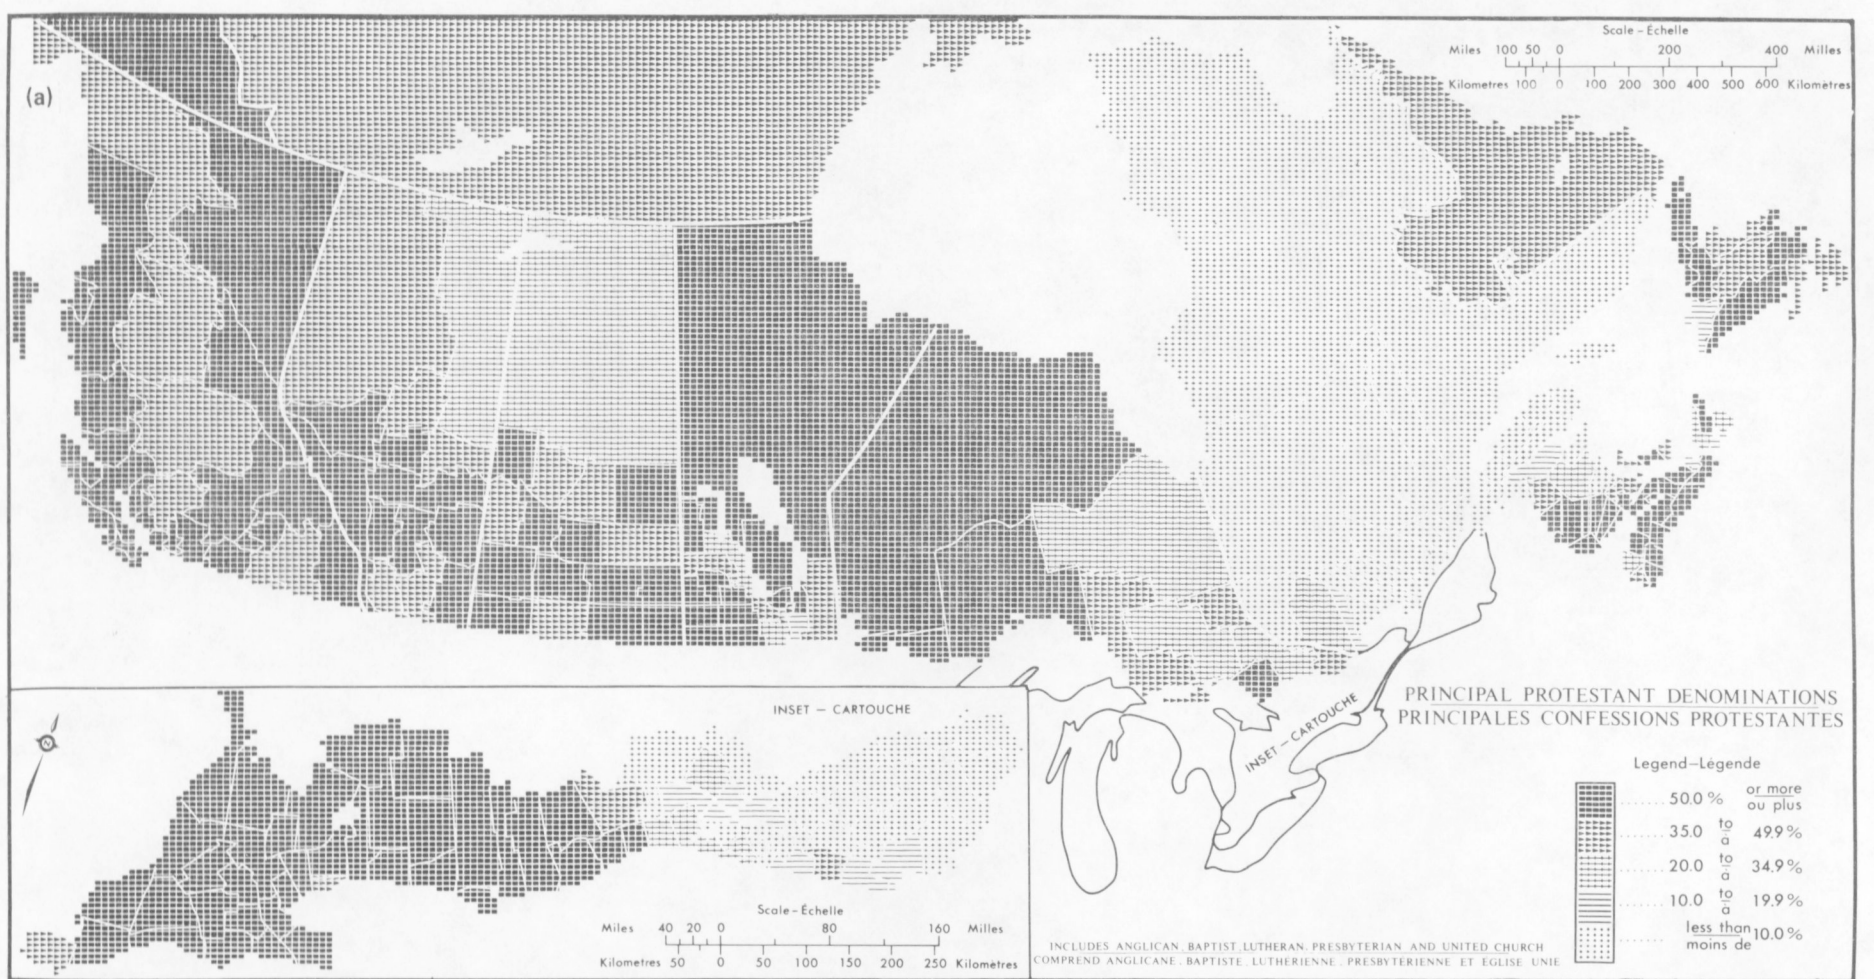 (a)
Scale – Échelle
Miles 100 50 0 200 400 Milles
Kilometres 100 0 100 200 300 400 500 600 Kilomètres
INSET – CARTOUCHE
PRINCIPAL PROTESTANT DENOMINATIONS
PRINCIPALES CONFESSIONS PROTESTANTES
INSET – CARTOUCHE
N
Legend–Légende
50.0 % or more
ou plus
35.0 to
à 49.9 %
20.0 to
à 34.9 %
10.0 to
à 19.9 %
less than
moins de 10.0 %
Scale – Échelle
Miles 40 20 0 80 160 Milles
Kilometres 50 0 50 100 150 200 250 Kilomètres
INCLUDES ANGLICAN, BAPTIST, LUTHERAN, PRESBYTERIAN AND UNITED CHURCH
COMPREND ANGLICANE, BAPTISTE, LUTHÉRIENNE, PRESBYTÉRIENNE ET ÉGLISE UNIE